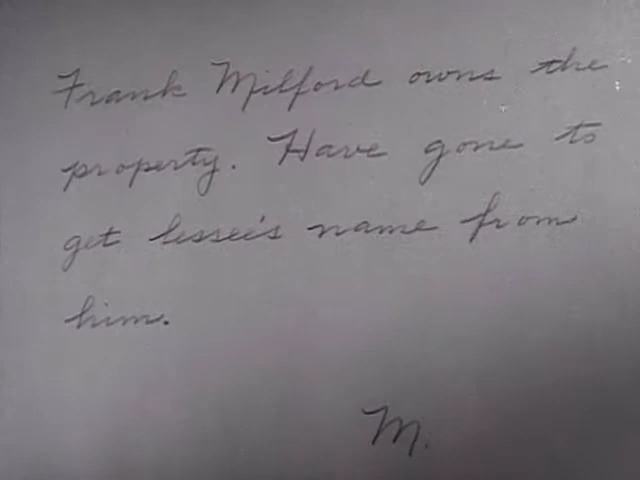 Frank Milford owns the
property. Have gone to
get lessee's name from
him.
M.